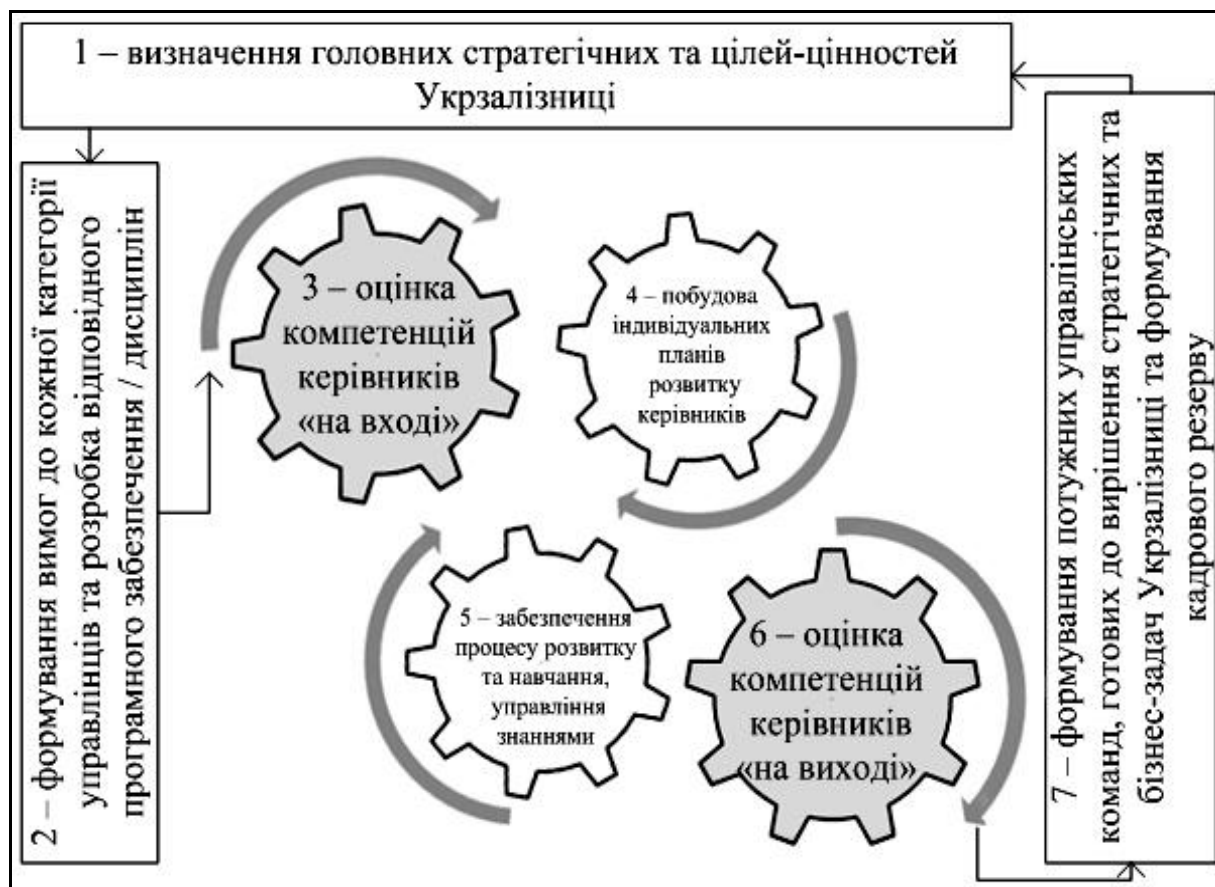 1 – визначення головних стратегічних та цілей-цінностей
Укрзалізниці
2 – формування вимог до кожної категорії
управлінців та розробка відповідного
програмного забезпечення / дисциплін
3 – оцінка
компетенцій
керівників
«на вході»
4 – побудова
індивідуальних
планів
розвитку
керівників
5 – забезпечення
процесу розвитку
та навчання,
управління
знаннями
6 – оцінка
компетенцій
керівників
«на виході»
7 – формування потужних управлінських
команд, готових до вирішення стратегічних та
бізнес-задач Укрзалізниці та формування
кадрового резерву